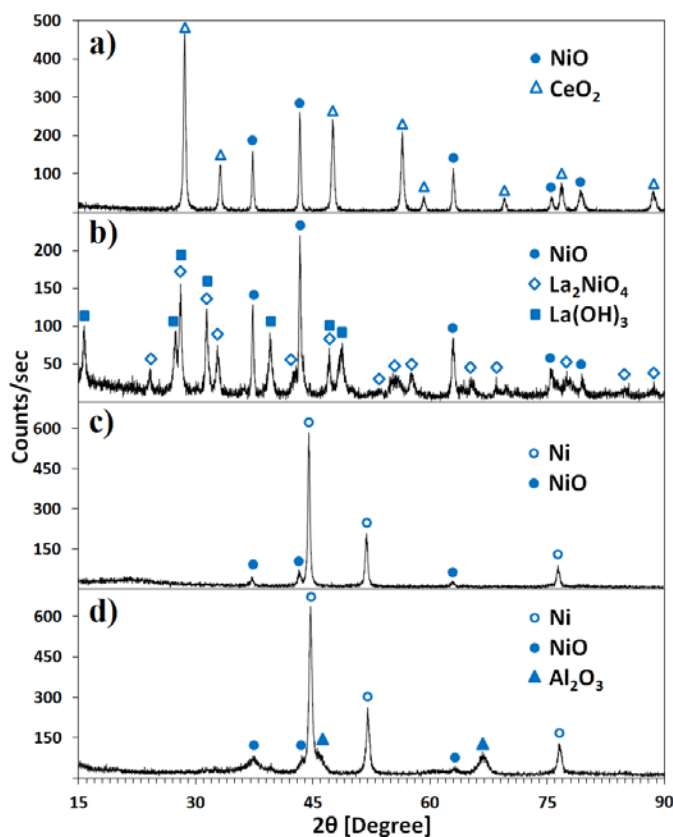 500
a)
400
300
200
100
NiO
CeO₂
b)
200
150
100
50
NiO
La₂NiO₄
La(OH)₃
Counts/sec
c)
600
450
300
150
Ni
NiO
d)
600
450
300
150
Ni
NiO
Al₂O₃
15 30 45 60 75 90
2θ [Degree]